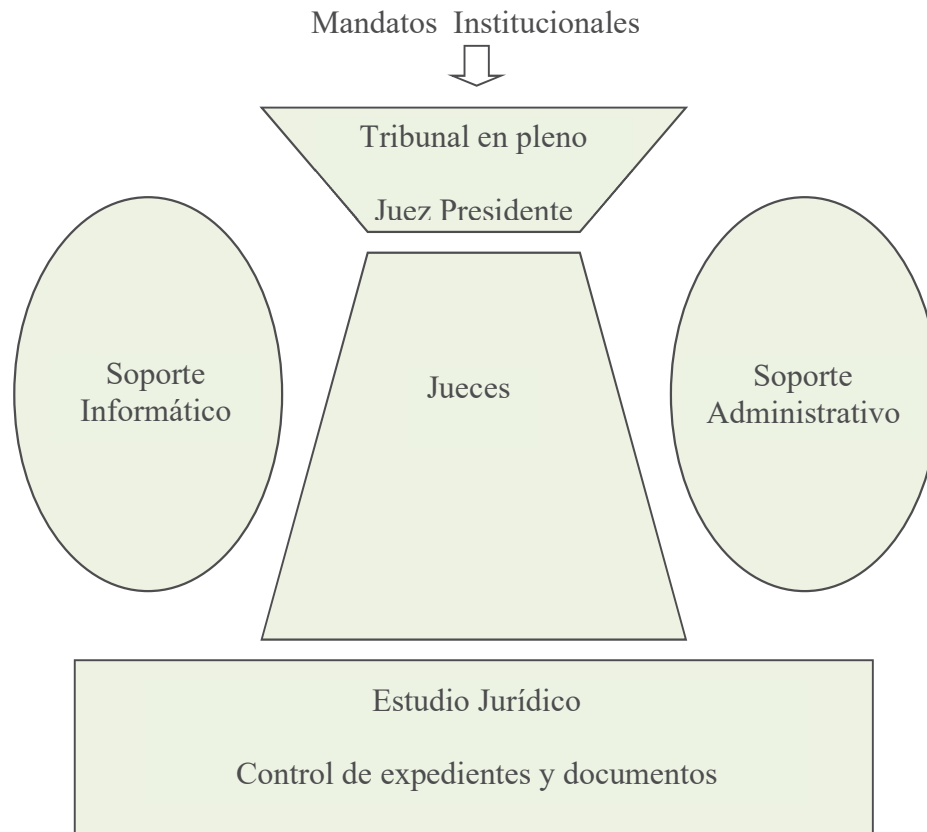 Mandatos Institucionales
Tribunal en pleno
Juez Presidente
Soporte
Informático
Jueces
Soporte
Administrativo
Estudio Jurídico
Control de expedientes y documentos